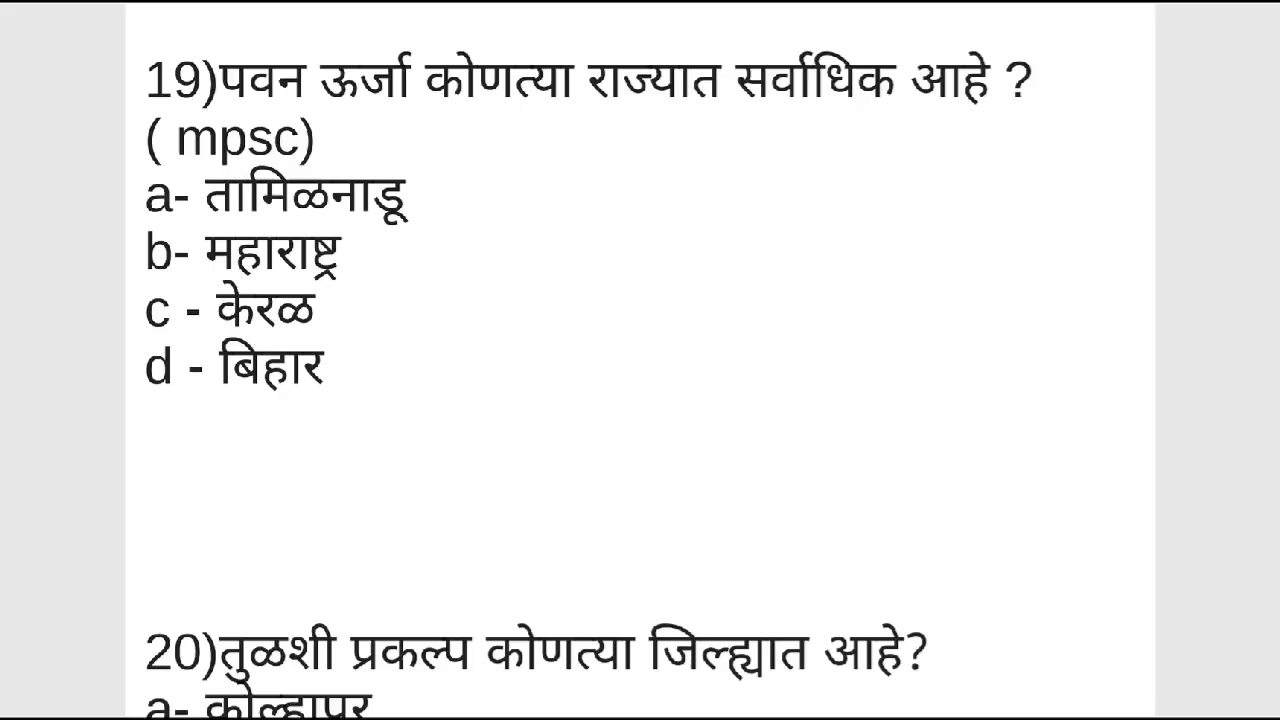 19)पवन ऊर्जा कोणत्या राज्यात सर्वाधिक आहे ?
( mpsc)
a- तामिळनाडू
b- महाराष्ट्र
c - केरळ
d - बिहार
20)तुळशी प्रकल्प कोणत्या जिल्ह्यात आहे?
a- कोल्हापूर